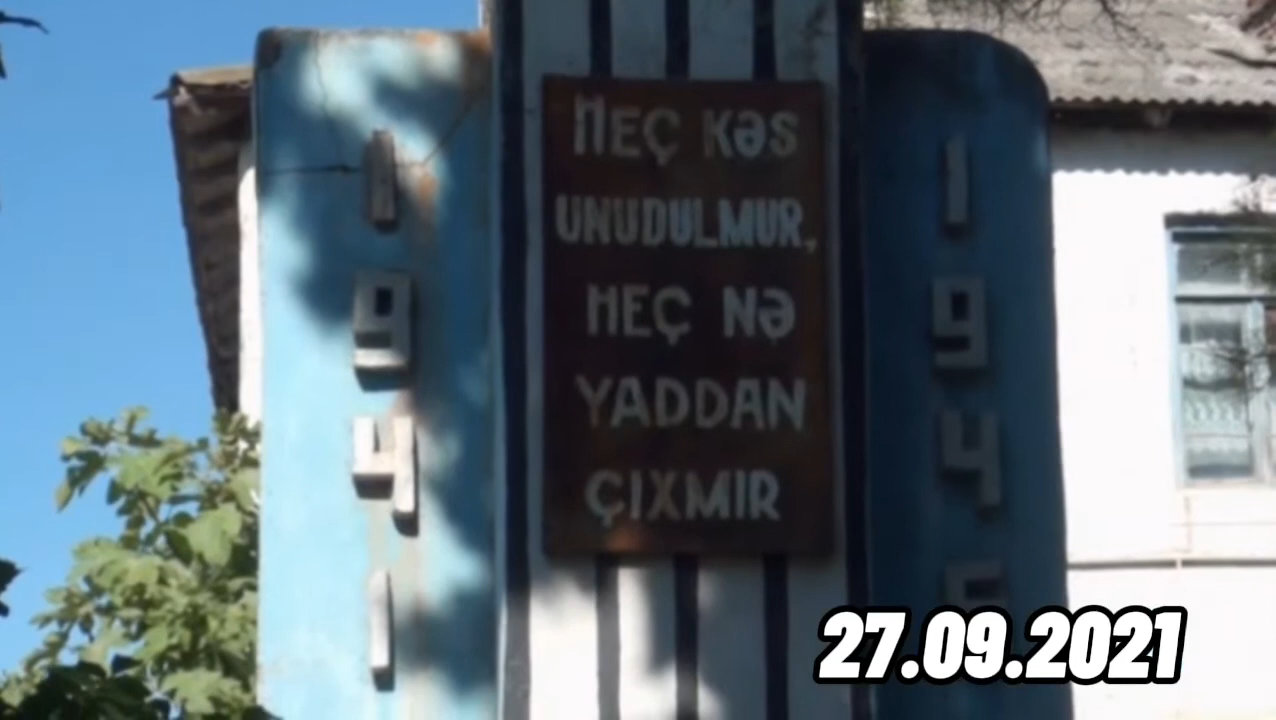 HEÇ KƏS
UNUDULMUR,
HEÇ NƏ
YADDAN
ÇIXMIR
1941
1945
27.09.2021